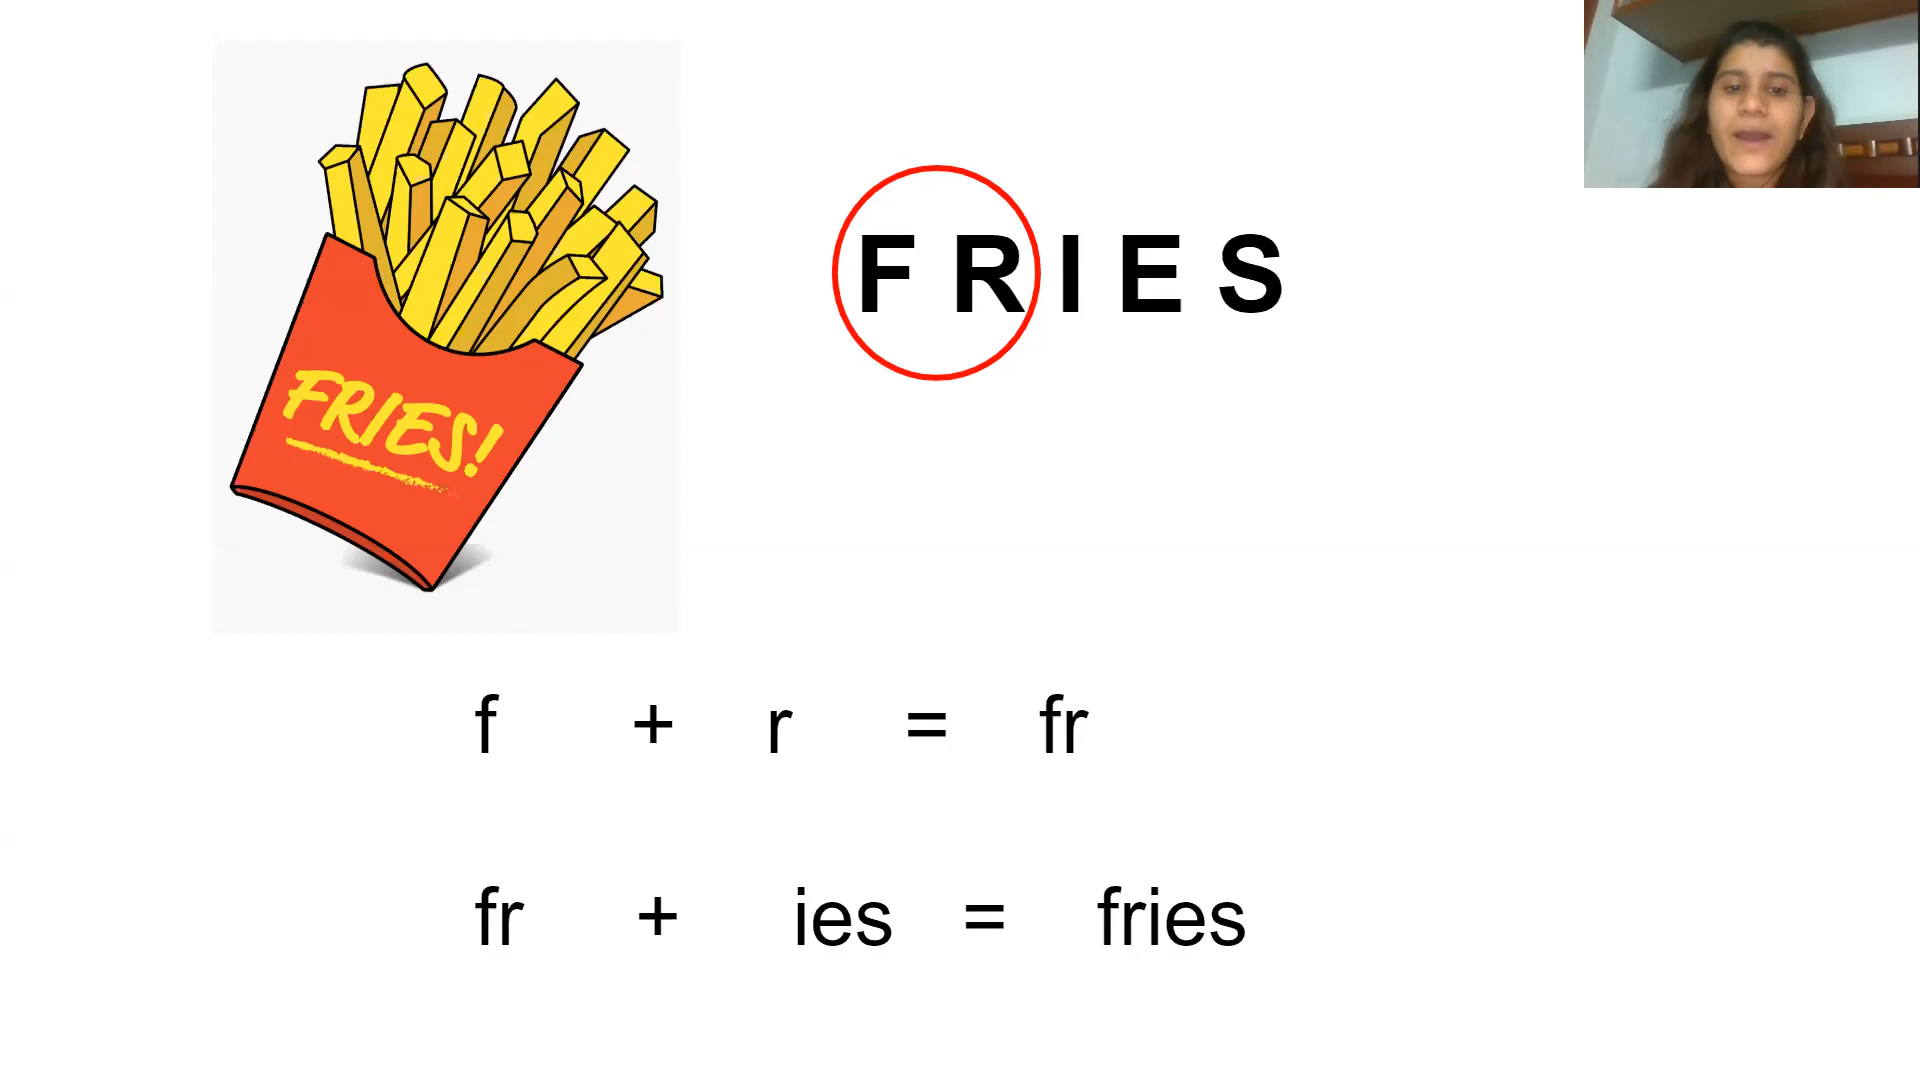 FRIES!
F R I E S
f + r = fr
fr + ies = fries